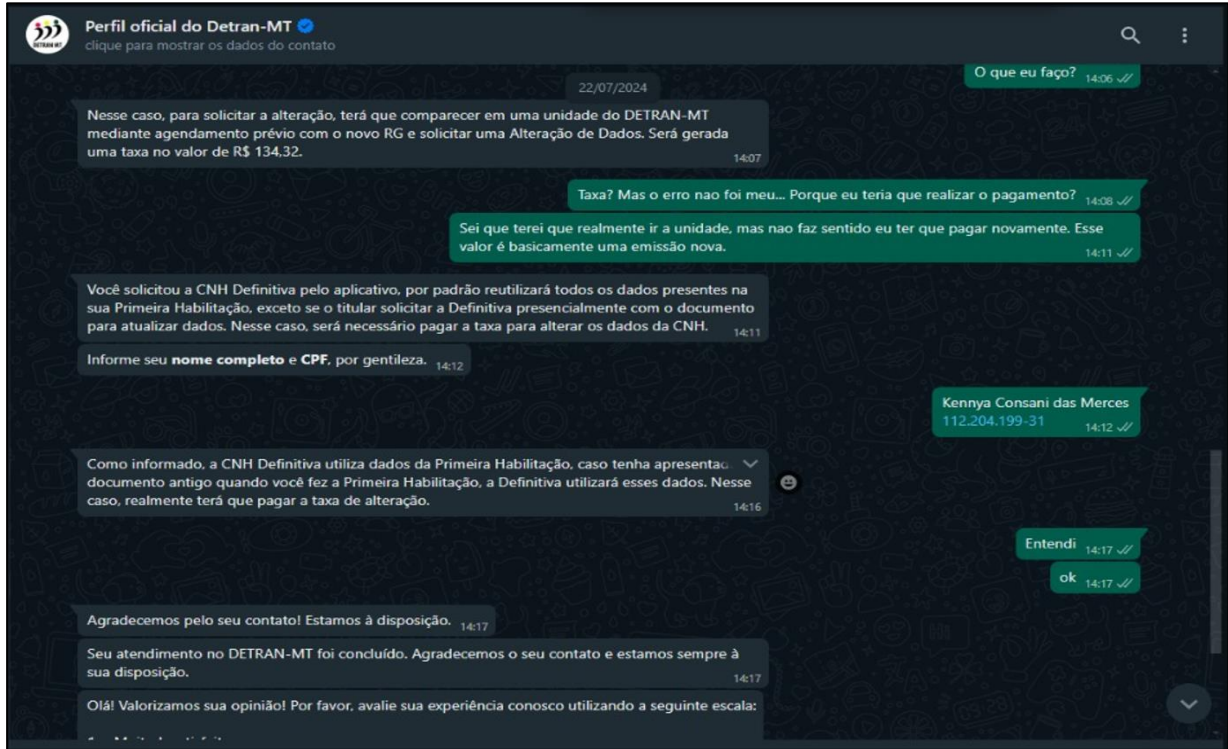 Perfil oficial do Detran-MT
clique para mostrar os dados do contato
DETRAN MT
O que eu faço? 14:06
22/07/2024
Nesse caso, para solicitar a alteração, terá que comparecer em uma unidade do DETRAN-MT
mediante agendamento prévio com o novo RG e solicitar uma Alteração de Dados. Será gerada
uma taxa no valor de R$ 134,32.
14:07
Taxa? Mas o erro nao foi meu... Porque eu teria que realizar o pagamento? 14:08
Sei que terei que realmente ir a unidade, mas nao faz sentido eu ter que pagar novamente. Esse
valor é basicamente uma emissão nova.
14:11
Você solicitou a CNH Definitiva pelo aplicativo, por padrão reutilizará todos os dados presentes na
sua Primeira Habilitação, exceto se o titular solicitar a Definitiva presencialmente com o documento
para atualizar dados. Nesse caso, será necessário pagar a taxa para alterar os dados da CNH. 14:11
Informe seu nome completo e CPF, por gentileza. 14:12
Kennya Consani das Merces
112.204.199-31 14:12
Como informado, a CNH Definitiva utiliza dados da Primeira Habilitação, caso tenha apresentac
documento antigo quando você fez a Primeira Habilitação, a Definitiva utilizará esses dados. Nesse
caso, realmente terá que pagar a taxa de alteração.
14:16
Entendi 14:17
ok 14:17
Agradecemos pelo seu contato! Estamos à disposição. 14:17
Seu atendimento no DETRAN-MT foi concluído. Agradecemos o seu contato e estamos sempre à
sua disposição.
14:17
Olá! Valorizamos sua opinião! Por favor, avalie sua experiência conosco utilizando a seguinte escala: